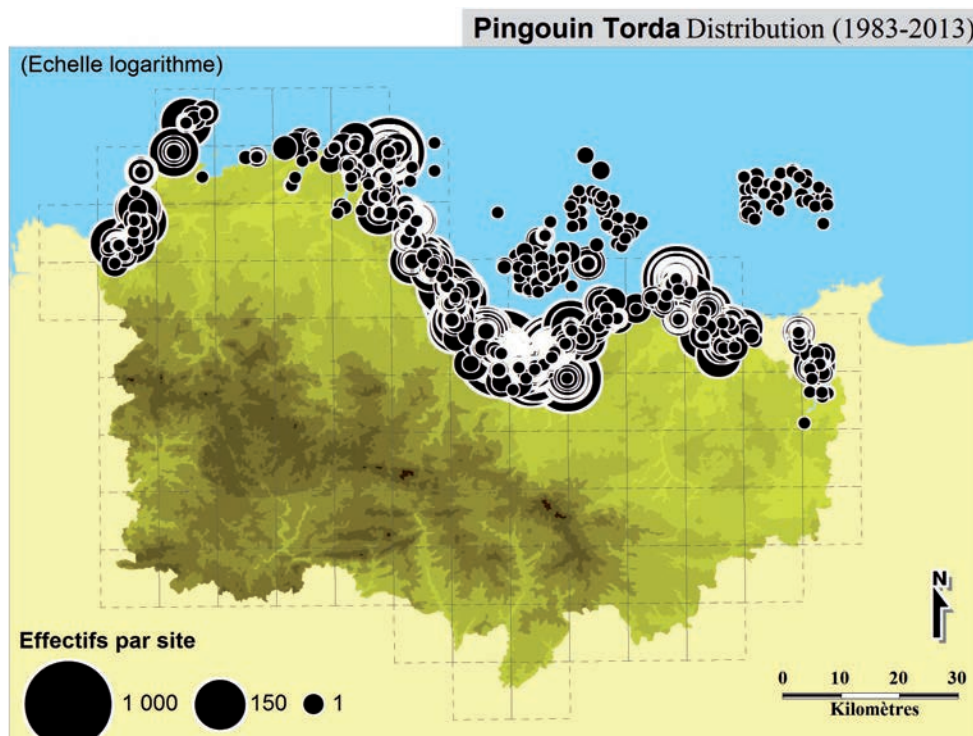 Pingouin Torda Distribution (1983-2013)
(Echelle logarithme)
N
Effectifs par site
1 000 150 1
0 10 20 30
Kilomètres